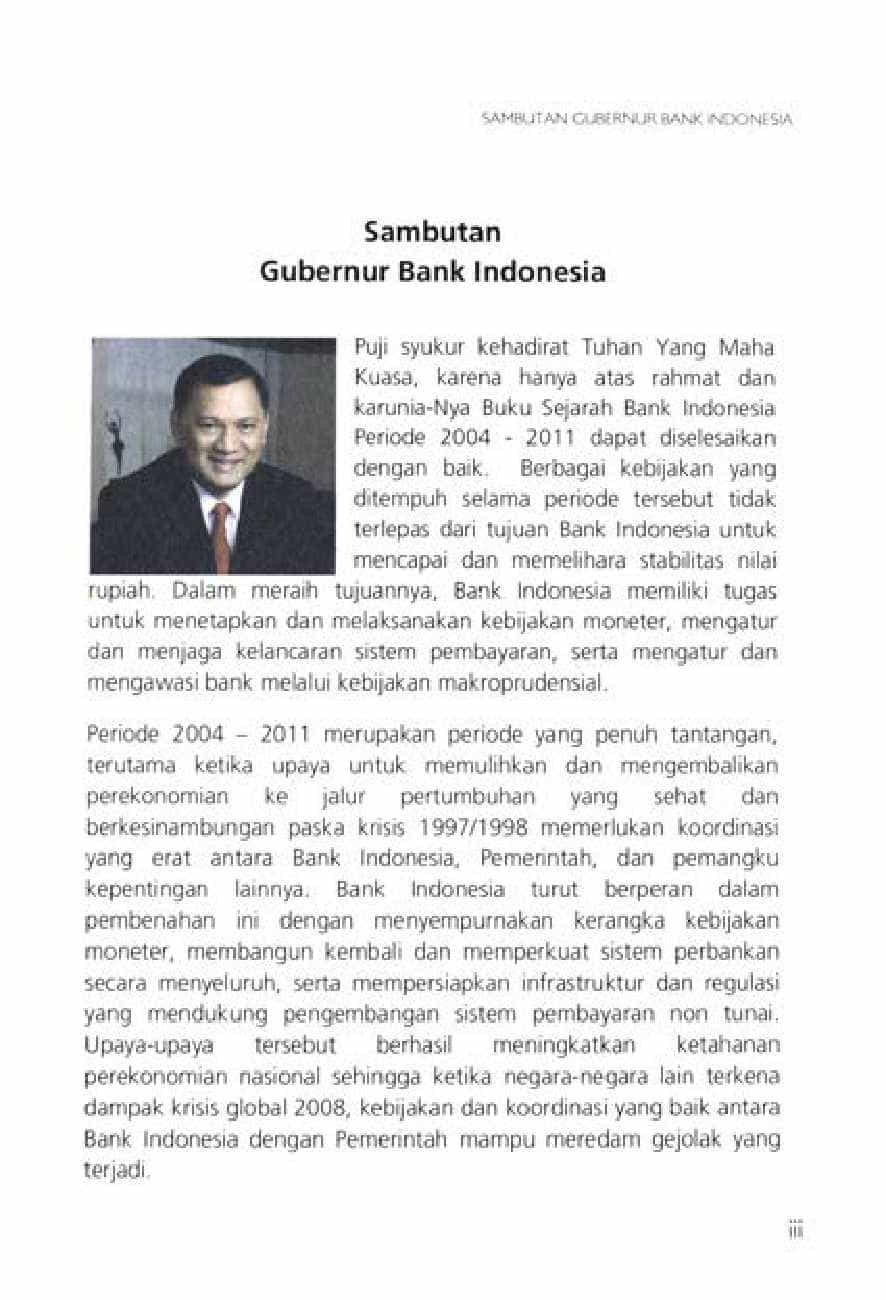 SAMBUTAN GUBERNUR BANK INDONESIA
Sambutan
Gubernur Bank Indonesia
Puji syukur kehadirat Tuhan Yang Maha
Kuasa, karena hanya atas rahmat dan
karunia-Nya Buku Sejarah Bank Indonesia
Periode 2004 - 2011 dapat diselesaikan
dengan baik. Berbagai kebijakan yang
ditempuh selama periode tersebut tidak
terlepas dari tujuan Bank Indonesia untuk
mencapai dan memelihara stabilitas nilai
rupiah. Dalam meraih tujuannya, Bank Indonesia memiliki tugas
untuk menetapkan dan melaksanakan kebijakan moneter, mengatur
dan menjaga kelancaran sistem pembayaran, serta mengatur dan
mengawasi bank melalui kebijakan makroprudensial.
Periode 2004 – 2011 merupakan periode yang penuh tantangan,
terutama ketika upaya untuk memulihkan dan mengembalikan
perekonomian ke jalur pertumbuhan yang sehat dan
berkesinambungan paska krisis 1997/1998 memerlukan koordinasi
yang erat antara Bank Indonesia, Pemerintah, dan pemangku
kepentingan lainnya. Bank Indonesia turut berperan dalam
pembenahan ini dengan menyempurnakan kerangka kebijakan
moneter, membangun kembali dan memperkuat sistem perbankan
secara menyeluruh, serta mempersiapkan infrastruktur dan regulasi
yang mendukung pengembangan sistem pembayaran non tunai.
Upaya-upaya tersebut berhasil meningkatkan ketahanan
perekonomian nasional sehingga ketika negara-negara lain terkena
dampak krisis global 2008, kebijakan dan koordinasi yang baik antara
Bank Indonesia dengan Pemerintah mampu meredam gejolak yang
terjadi.
iii